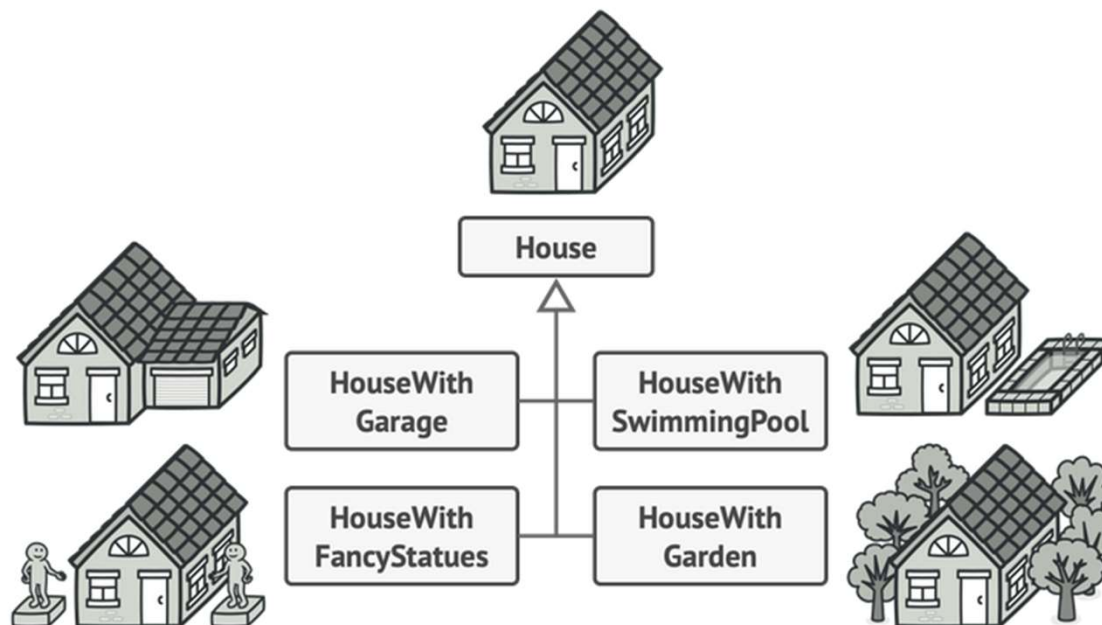 House
HouseWith
Garage
HouseWith
SwimmingPool
HouseWith
FancyStatues
HouseWith
Garden